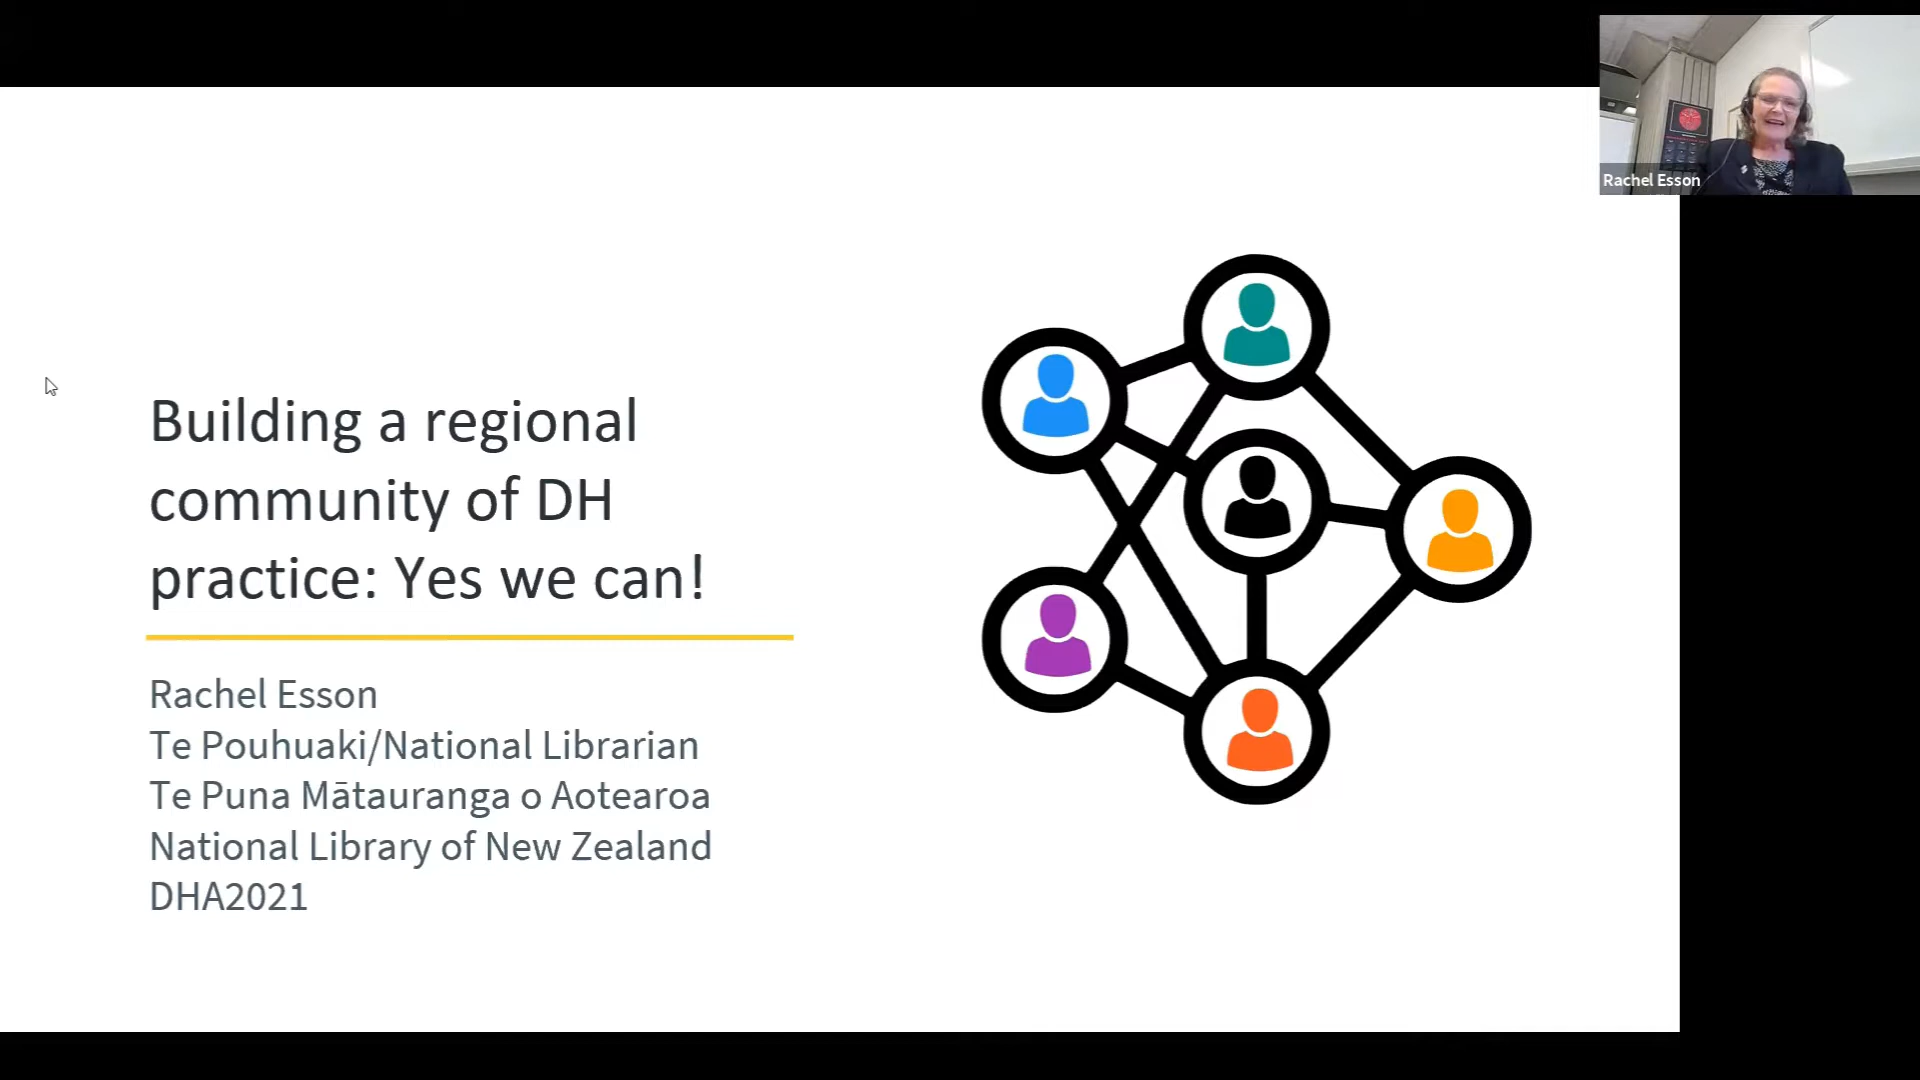 Rachel Esson
Building a regional
community of DH
practice: Yes we can!
Rachel Esson
Te Pouhuaki/National Librarian
Te Puna Mātauranga o Aotearoa
National Library of New Zealand
DHA2021